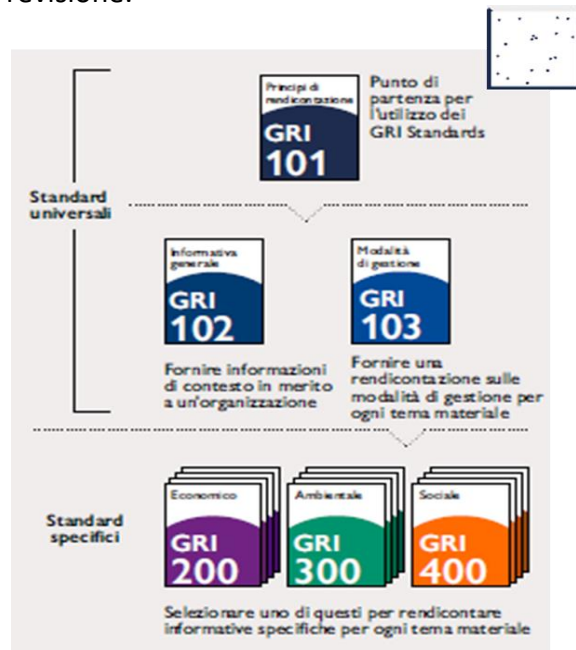 revisione.
Principi di
rendicontazione
GRI
101
Punto di
partenza per
l'utilizzo dei
GRI Standards
Standard
universali
Informativa
generale
GRI
102
Modalità
di gestione
GRI
103
Fornire informazioni
di contesto in merito
a un'organizzazione
Fornire una
rendicontazione sulle
modalità di gestione per
ogni tema materiale
Standard
specifici
Economico
GRI
200
Ambientale
GRI
300
Sociale
GRI
400
Selezionare uno di questi per rendicontare
informative specifiche per ogni tema materiale